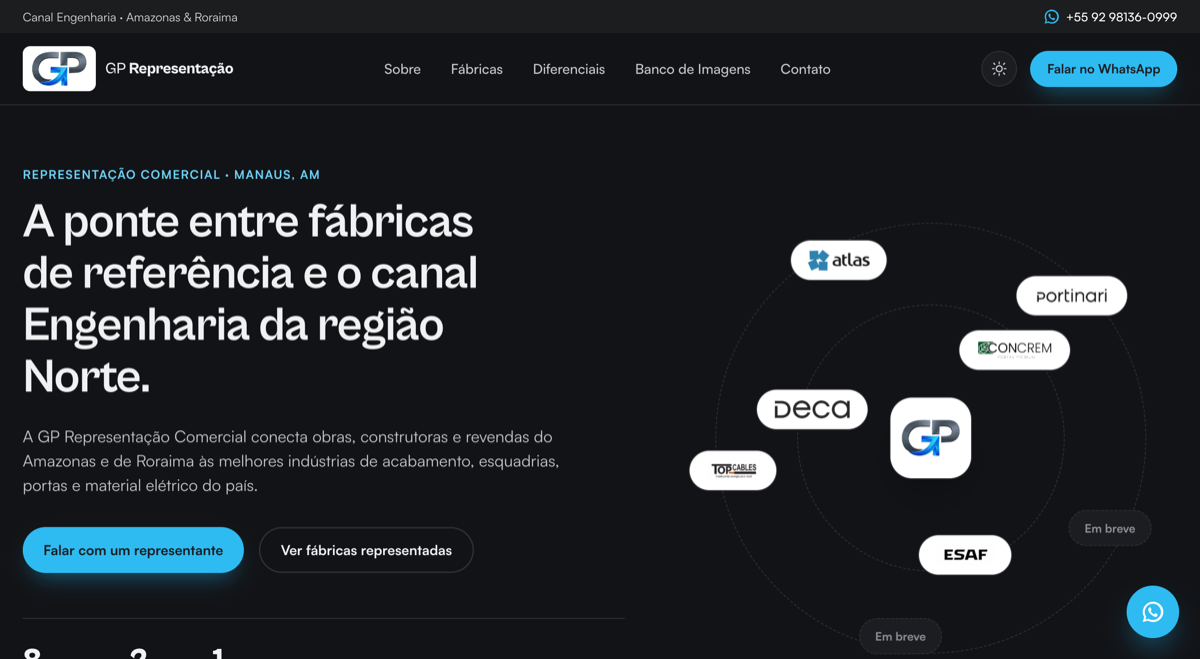 Canal Engenharia · Amazonas & Roraima
+55 92 98136-0999
GP
GP Representação
Sobre
Fábricas
Diferenciais
Banco de Imagens
Contato
Falar no WhatsApp
REPRESENTAÇÃO COMERCIAL · MANAUS, AM
A ponte entre fábricas
de referência e o canal
Engenharia da região
Norte.
A GP Representação Comercial conecta obras, construtoras e revendas do
Amazonas e de Roraima às melhores indústrias de acabamento, esquadrias,
portas e material elétrico do país.
Falar com um representante
Ver fábricas representadas
atlas
portinari
CONCREM
Deca
GP
TOPCABLES
Em breve
ESAF
Em breve